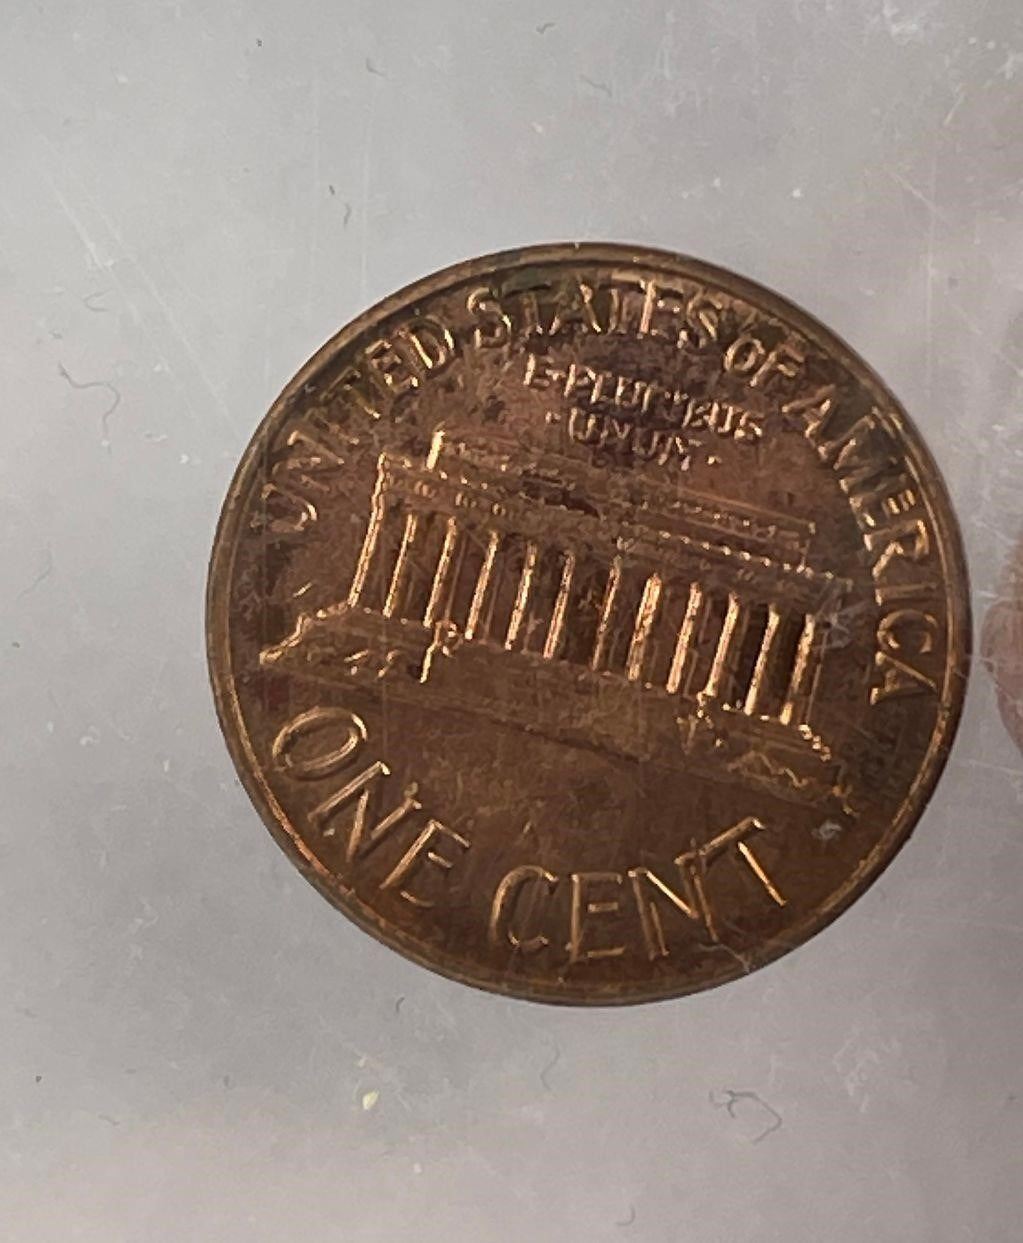 UNITED STATES OF AMERICA
E·PLURIBUS
·UNUM·
ONE CENT